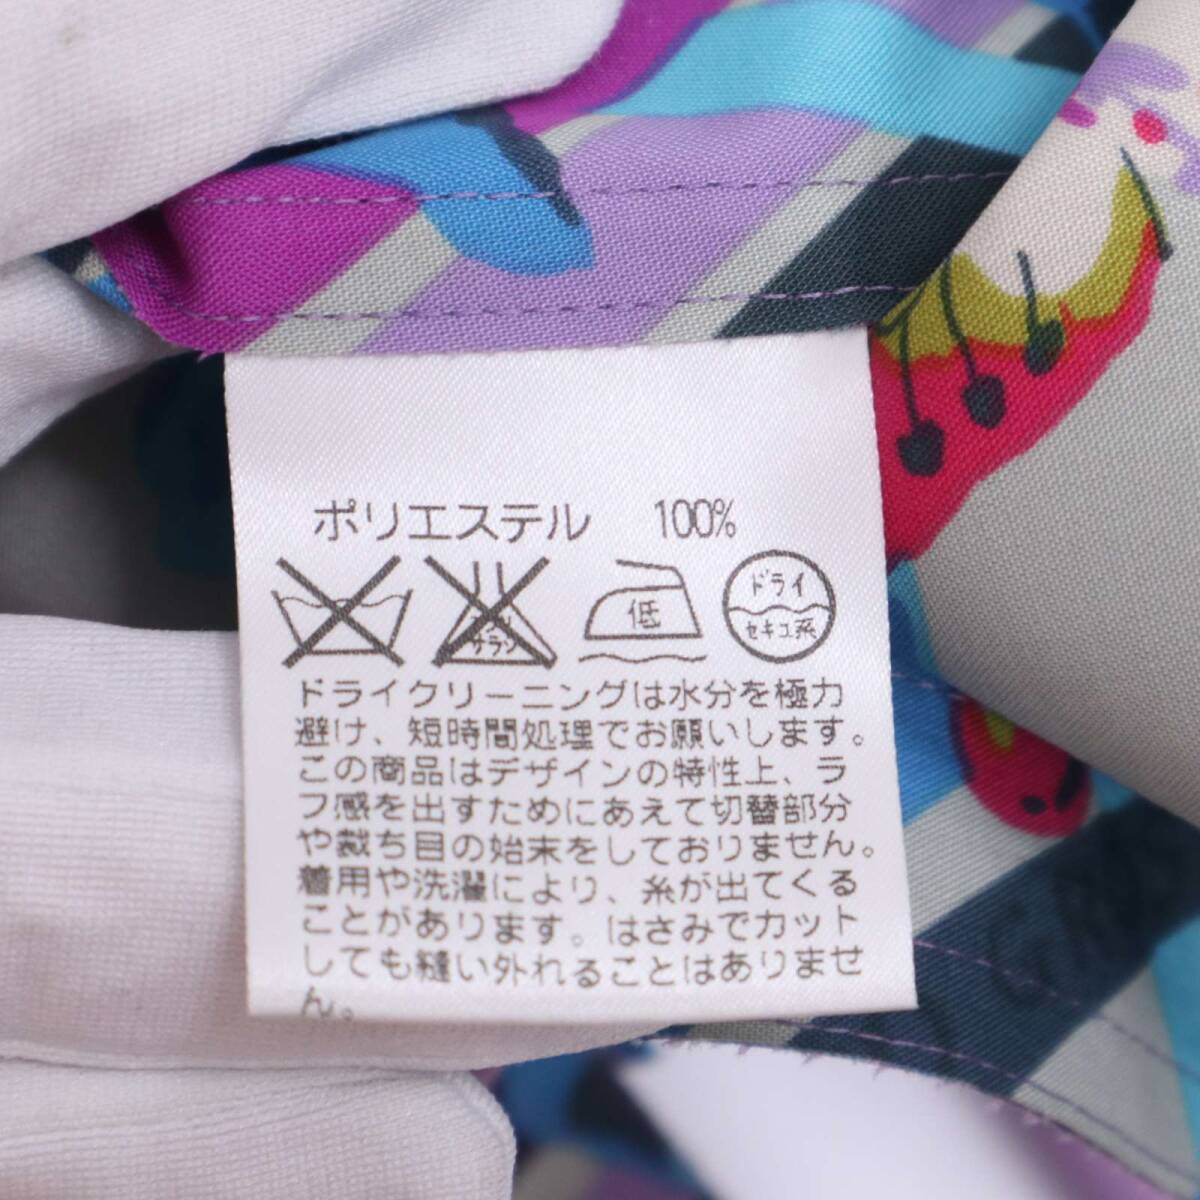 ポリエステル 100%
エンソ
サラシ
低
ドライ
セキユ系
ドライクリーニングは水分を極力
避け、短時間処理でお願いします。
この商品はデザインの特性上、ラ
フ感を出すためにあえて切替部分
や裁ち目の始末をしておりません。
着用や洗濯により、糸が出てくる
ことがあります。はさみでカット
しても縫い外れることはありませ
ん。